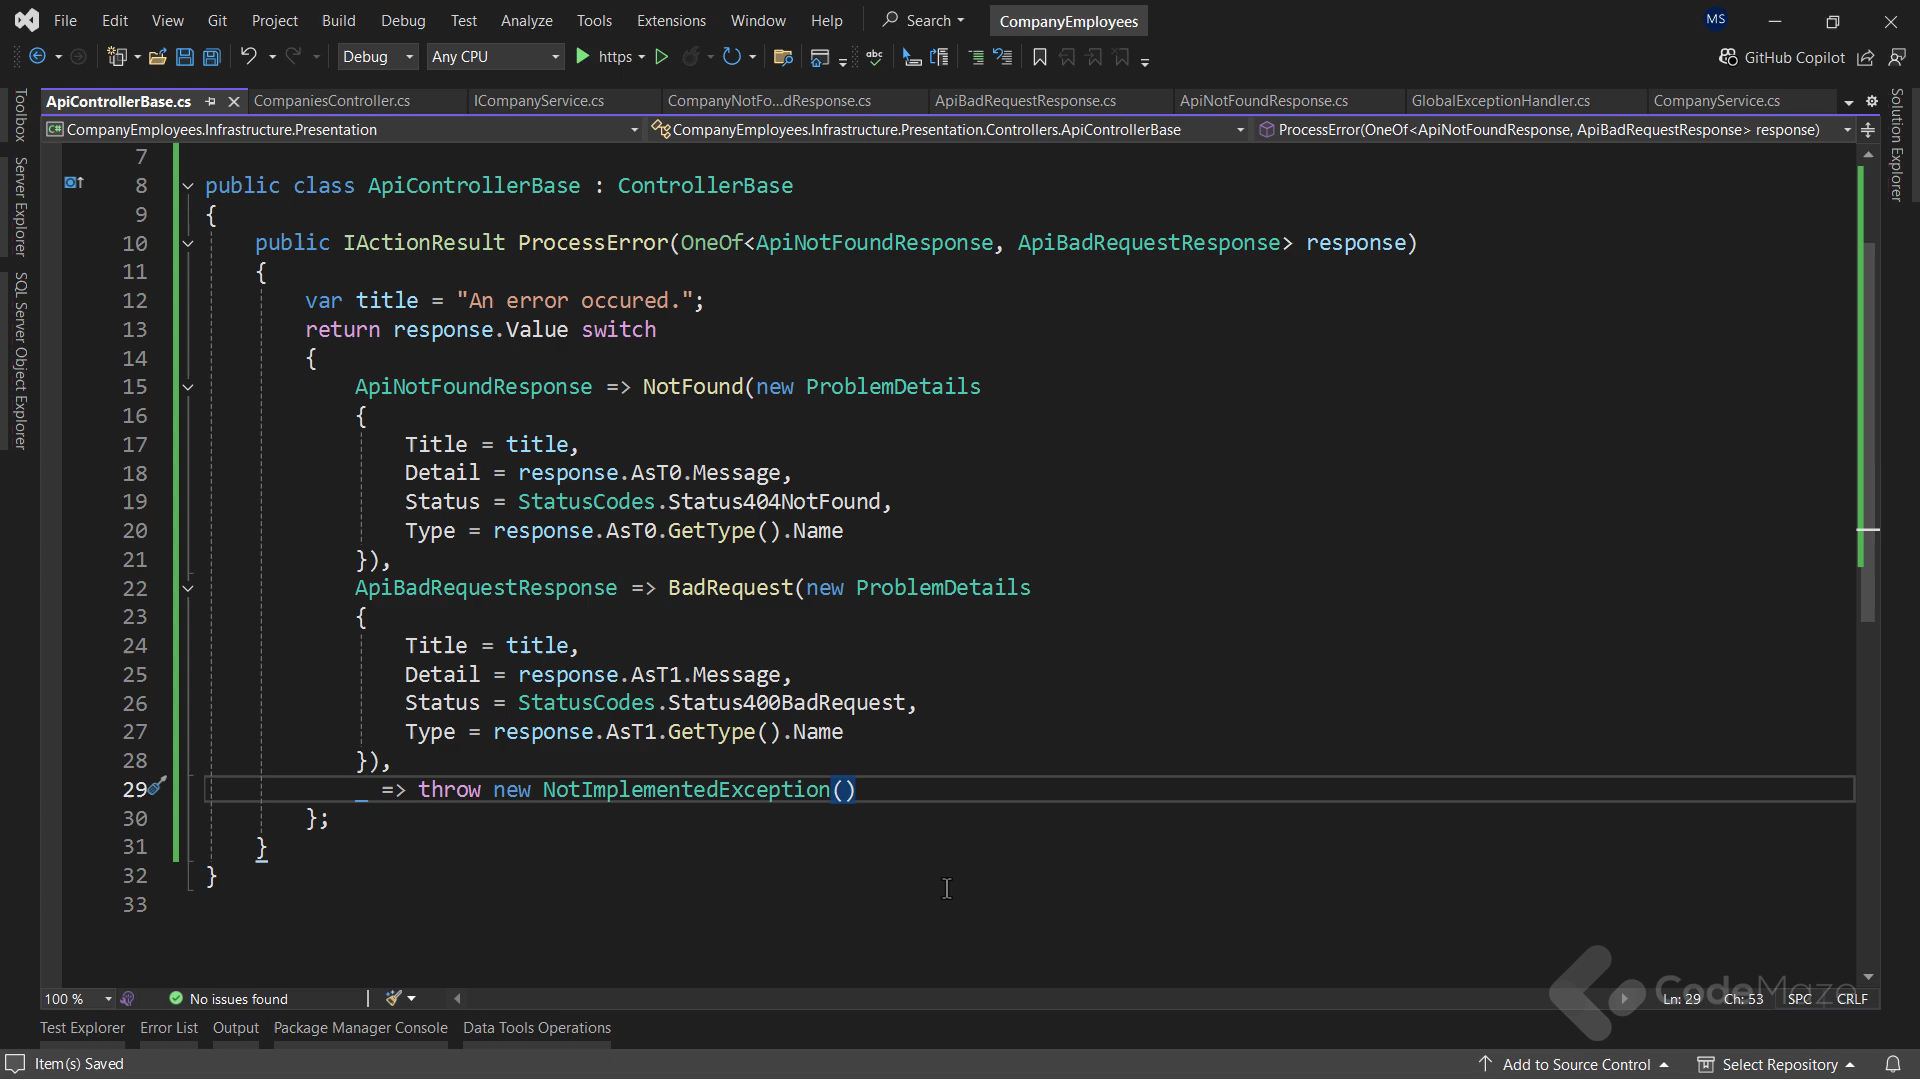 File Edit View Git Project Build Debug Test Analyze Tools Extensions Window Help Search CompanyEmployees MS
Debug Any CPU https abc GitHub Copilot
ApiControllerBase.cs CompaniesController.cs ICompanyService.cs CompanyNotFo...dResponse.cs ApiBadRequestResponse.cs ApiNotFoundResponse.cs GlobalExceptionHandler.cs CompanyService.cs
C# CompanyEmployees.Infrastructure.Presentation CompanyEmployees.Infrastructure.Presentation.Controllers.ApiControllerBase ProcessError(OneOf<ApiNotFoundResponse, ApiBadRequestResponse> response)
Toolbox
Server Explorer
SQL Server Object Explorer
Solution Explorer
7
8 public class ApiControllerBase : ControllerBase
9 {
10 public IActionResult ProcessError(OneOf<ApiNotFoundResponse, ApiBadRequestResponse> response)
11 {
12 var title = "An error occured.";
13 return response.Value switch
14 {
15 ApiNotFoundResponse => NotFound(new ProblemDetails
16 {
17 Title = title,
18 Detail = response.AsT0.Message,
19 Status = StatusCodes.Status404NotFound,
20 Type = response.AsT0.GetType().Name
21 }),
22 ApiBadRequestResponse => BadRequest(new ProblemDetails
23 {
24 Title = title,
25 Detail = response.AsT1.Message,
26 Status = StatusCodes.Status400BadRequest,
27 Type = response.AsT1.GetType().Name
28 }),
29 _ => throw new NotImplementedException()
30 };
31 }
32 }
33
CodeMaze
100 % No issues found Ln: 29 Ch: 53 SPC CRLF
Test Explorer Error List Output Package Manager Console Data Tools Operations
Item(s) Saved Add to Source Control Select Repository